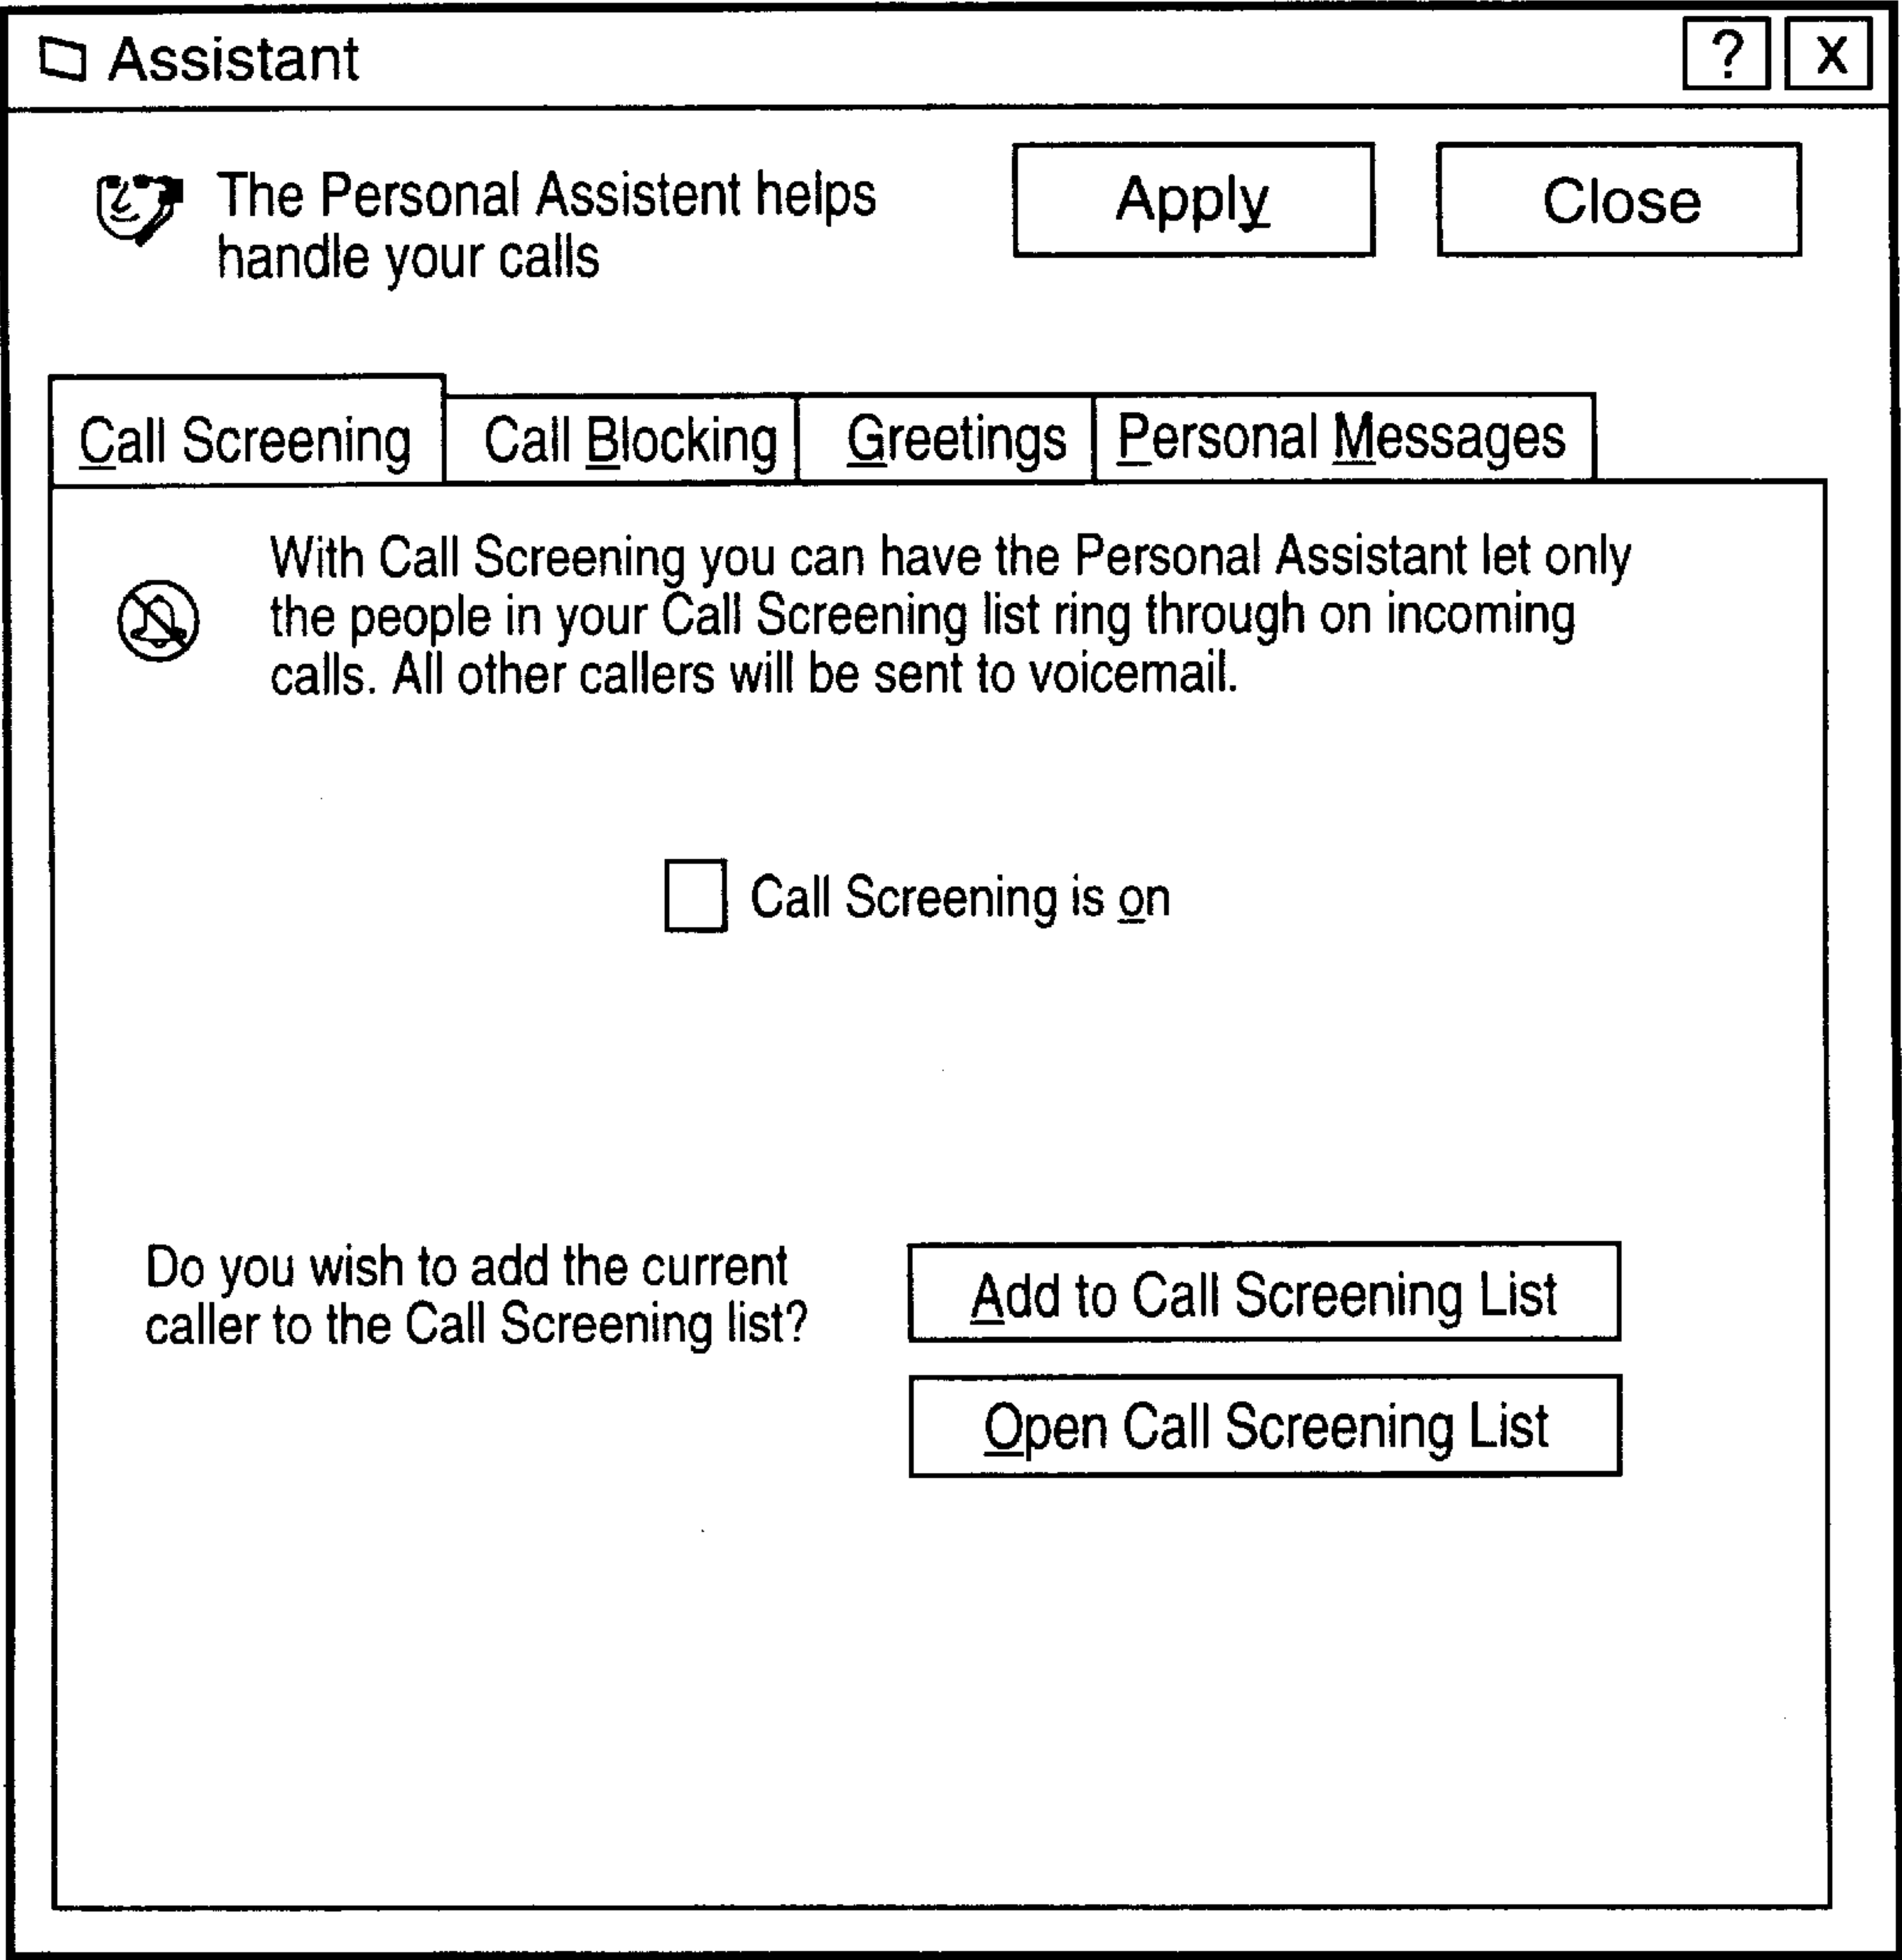 Assistant ? X
The Personal Assistent helps
handle your calls
Apply Close
Call Screening Call Blocking Greetings Personal Messages
With Call Screening you can have the Personal Assistant let only
the people in your Call Screening list ring through on incoming
calls. All other callers will be sent to voicemail.
Call Screening is on
Do you wish to add the current
caller to the Call Screening list?
Add to Call Screening List
Open Call Screening List